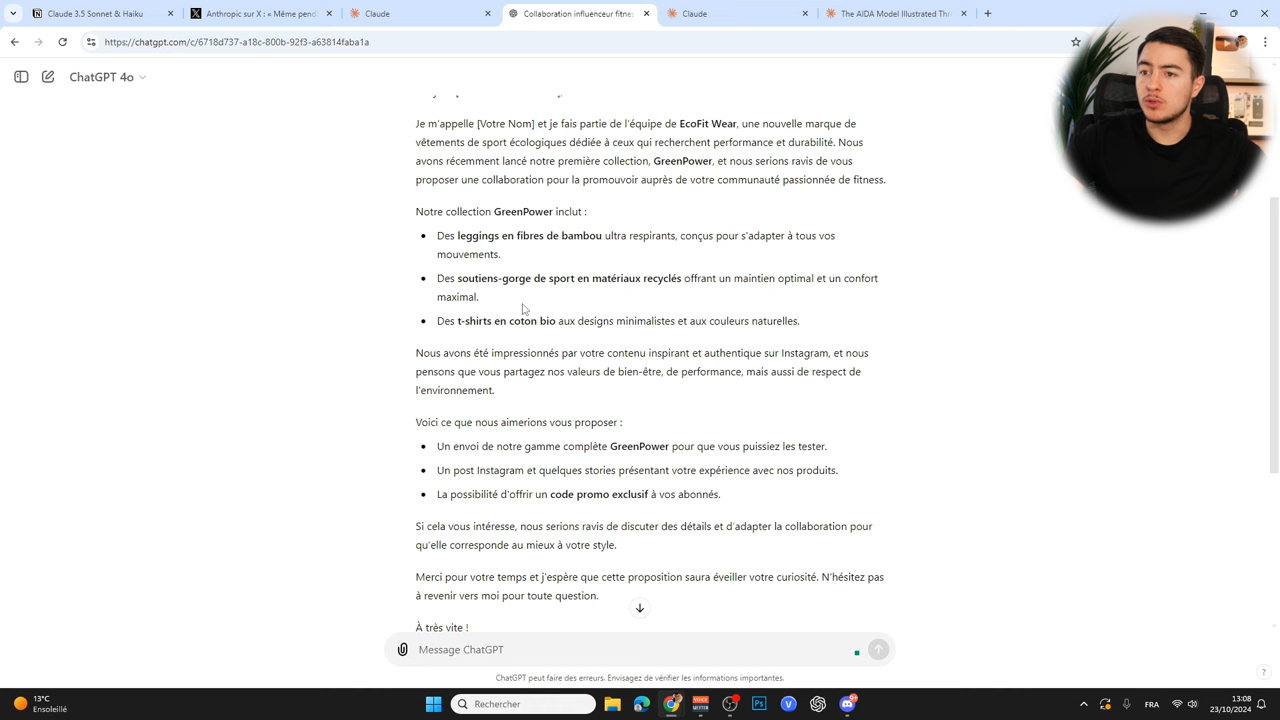 Claude 3.5 Sonnet & Haiku
Anthropic sur X : « Même pend
Claude
Collaboration influenceur fitne
Claude
The AIDA Model Illustrated Thr
https://chatgpt.com/c/6718d737-a18c-800b-92f3-a63814faba1a
ChatGPT 4o
Je m'appelle [Votre Nom] et je fais partie de l'équipe de EcoFit Wear, une nouvelle marque de
vêtements de sport écologiques dédiée à ceux qui recherchent performance et durabilité. Nous
avons récemment lancé notre première collection, GreenPower, et nous serions ravis de vous
proposer une collaboration pour la promouvoir auprès de votre communauté passionnée de fitness.
Notre collection GreenPower inclut :
• Des leggings en fibres de bambou ultra respirants, conçus pour s'adapter à tous vos
mouvements.
• Des soutiens-gorge de sport en matériaux recyclés offrant un maintien optimal et un confort
maximal.
• Des t-shirts en coton bio aux designs minimalistes et aux couleurs naturelles.
Nous avons été impressionnés par votre contenu inspirant et authentique sur Instagram, et nous
pensons que vous partagez nos valeurs de bien-être, de performance, mais aussi de respect de
l'environnement.
Voici ce que nous aimerions vous proposer :
• Un envoi de notre gamme complète GreenPower pour que vous puissiez les tester.
• Un post Instagram et quelques stories présentant votre expérience avec nos produits.
• La possibilité d'offrir un code promo exclusif à vos abonnés.
Si cela vous intéresse, nous serions ravis de discuter des détails et d'adapter la collaboration pour
qu'elle corresponde au mieux à votre style.
Merci pour votre temps et j'espère que cette proposition saura éveiller votre curiosité. N'hésitez pas
à revenir vers moi pour toute question.
À très vite !
Message ChatGPT
ChatGPT peut faire des erreurs. Envisagez de vérifier les informations importantes.
?
13°C
Ensoleillé
Rechercher
FRA
13:08
23/10/2024